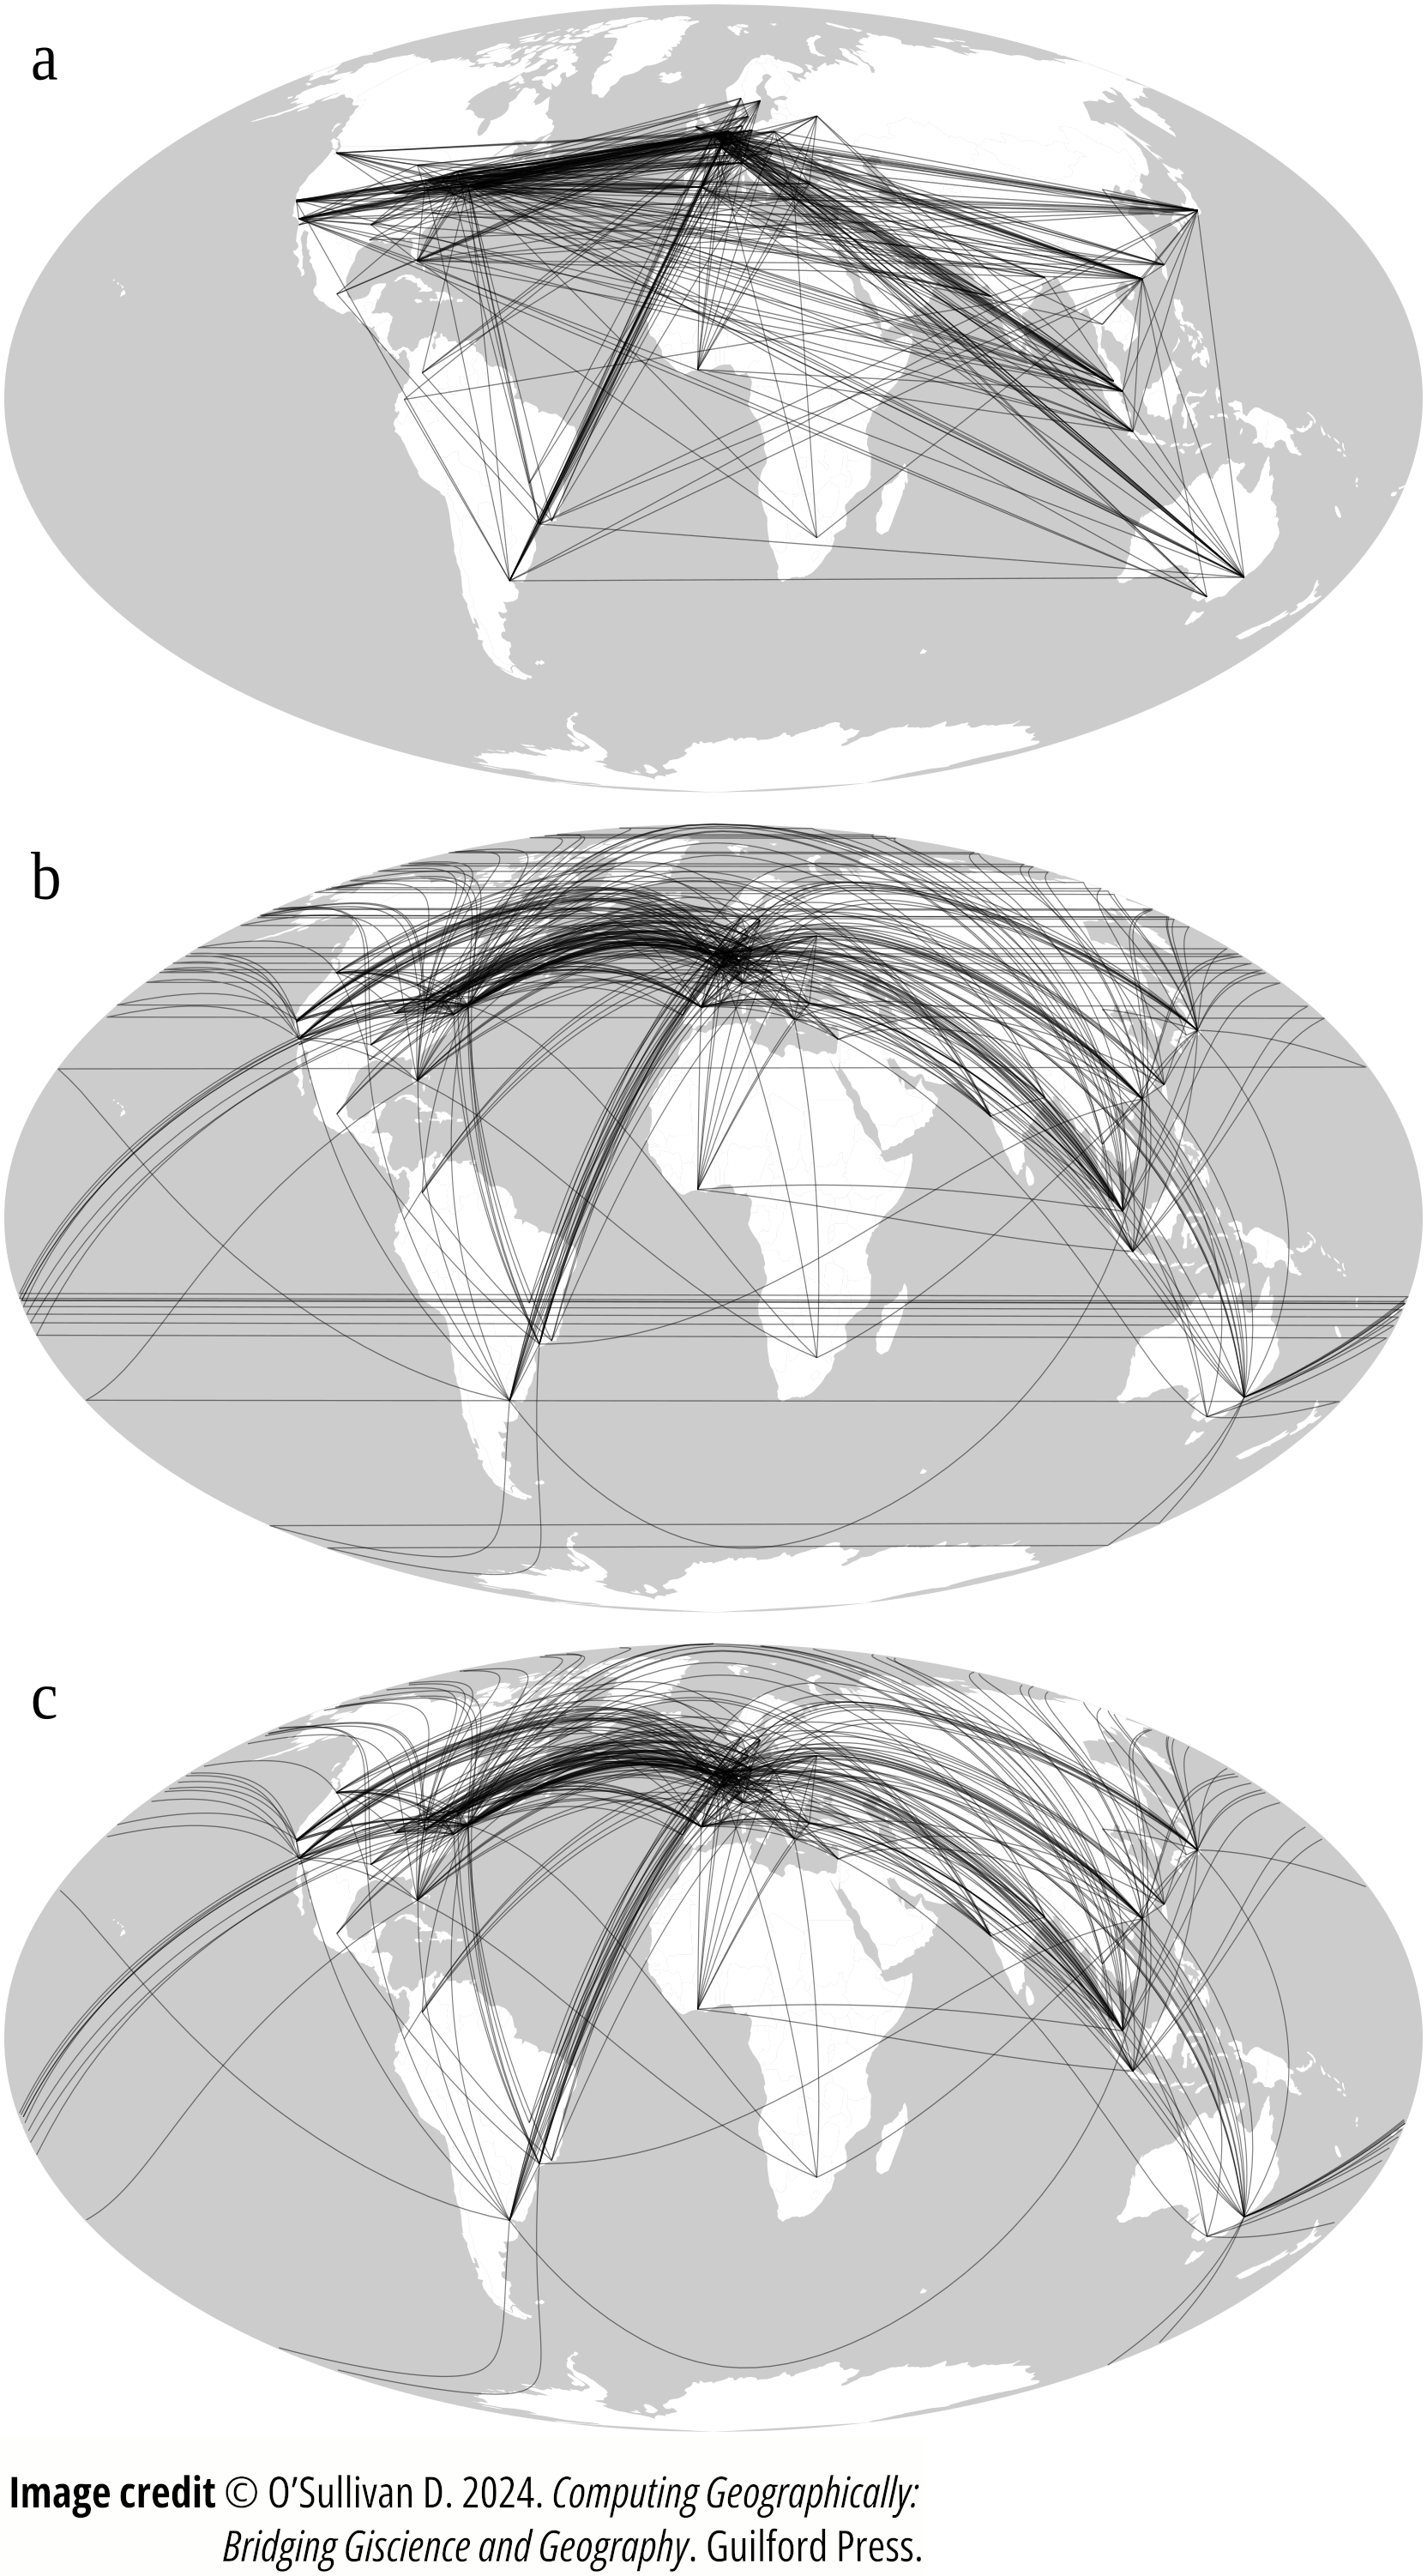 a
b
c
Image credit © O’Sullivan D. 2024. Computing Geographically:
Bridging Giscience and Geography. Guilford Press.